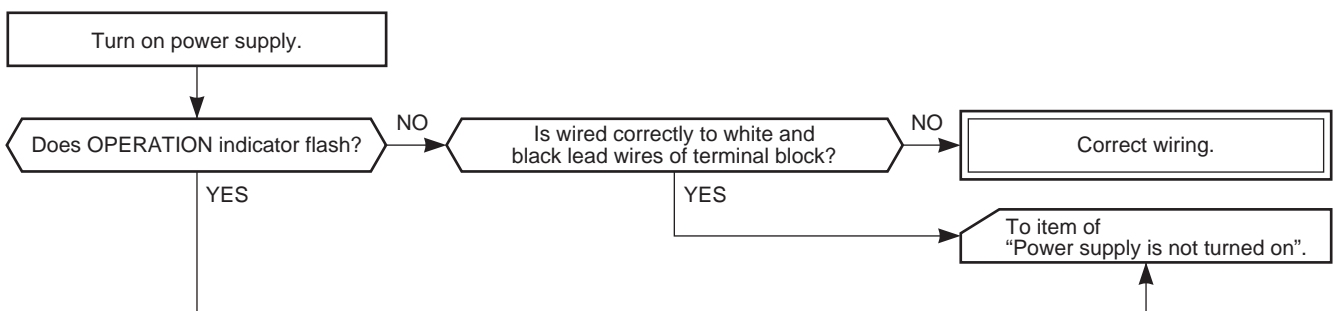 Turn on power supply.
Does OPERATION indicator flash?
NO
Is wired correctly to white and
black lead wires of terminal block?
NO
Correct wiring.
YES
YES
To item of
“Power supply is not turned on”.